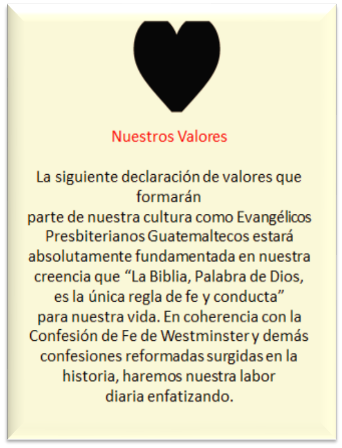 Nuestros Valores
La siguiente declaración de valores que
formarán
parte de nuestra cultura como Evangélicos
Presbiterianos Guatemaltecos estará
absolutamente fundamentada en nuestra
creencia que “La Biblia, Palabra de Dios,
es la única regla de fe y conducta”
para nuestra vida. En coherencia con la
Confesión de Fe de Westminster y demás
confesiones reformadas surgidas en la
historia, haremos nuestra labor
diaria enfatizando.